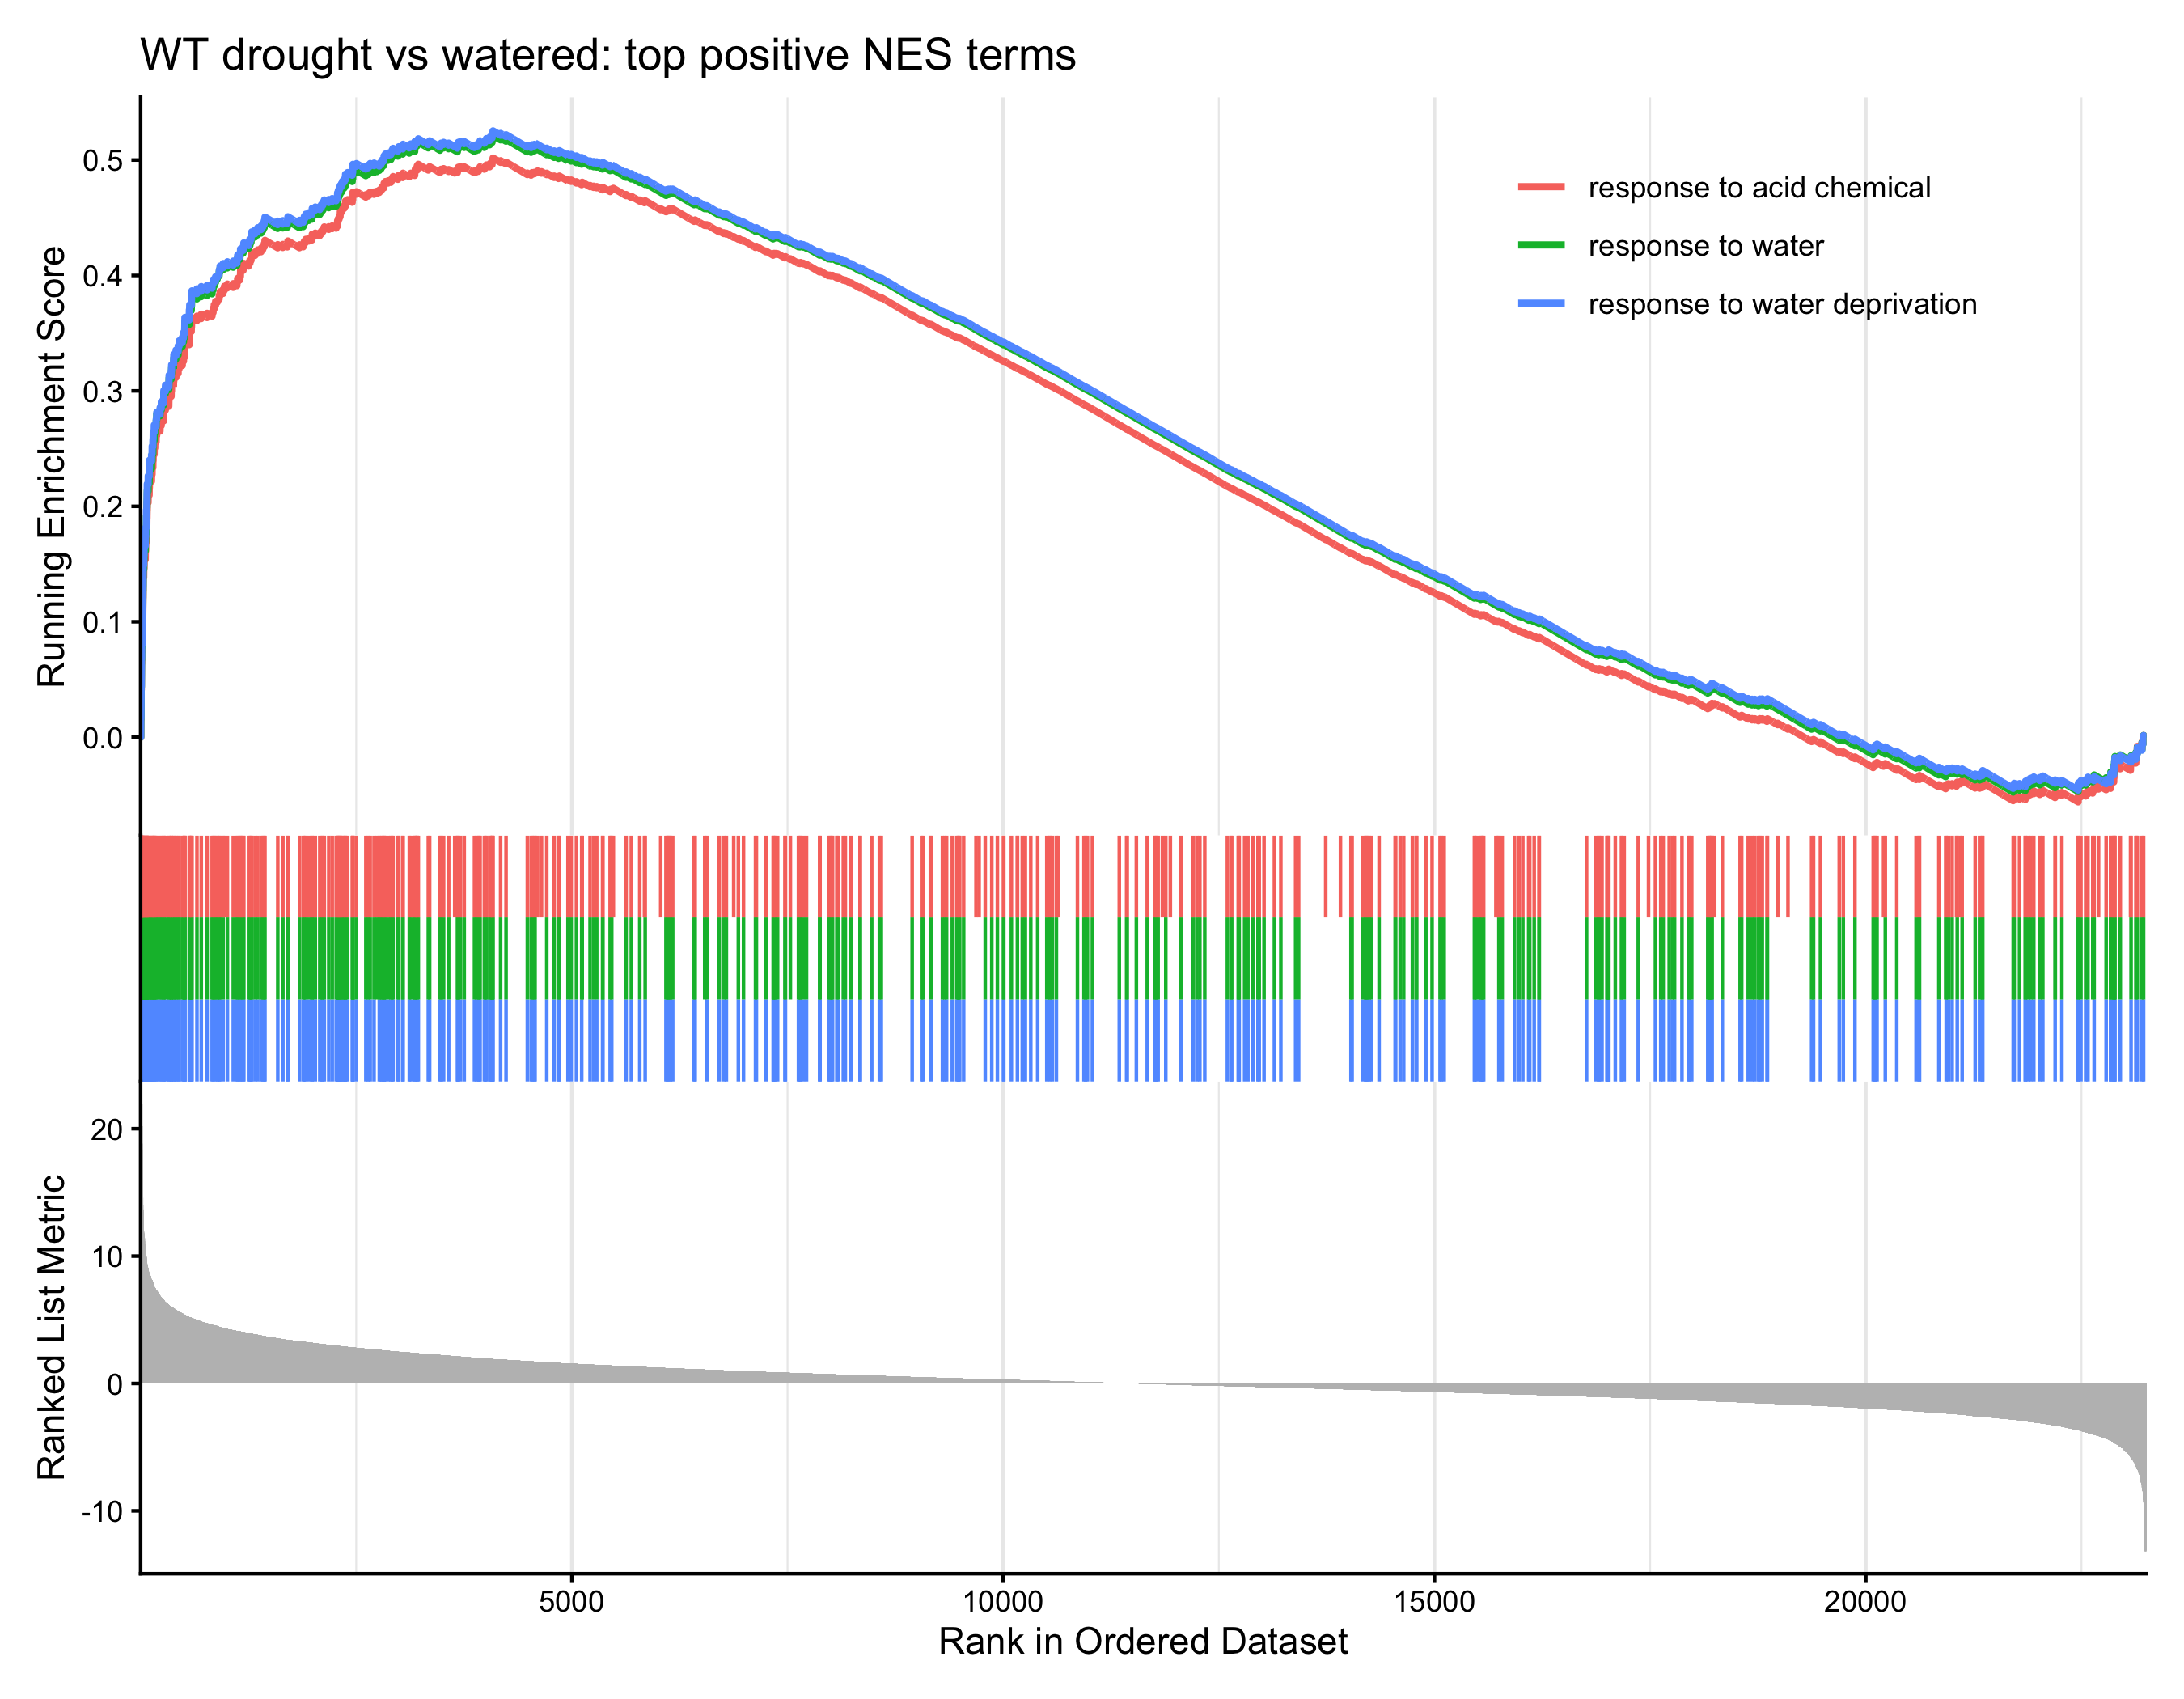 WT drought vs watered: top positive NES terms
Running Enrichment Score
0.5
0.4
0.3
0.2
0.1
0.0
response to acid chemical
response to water
response to water deprivation
Ranked List Metric
20
10
0
-10
5000
10000
15000
20000
Rank in Ordered Dataset